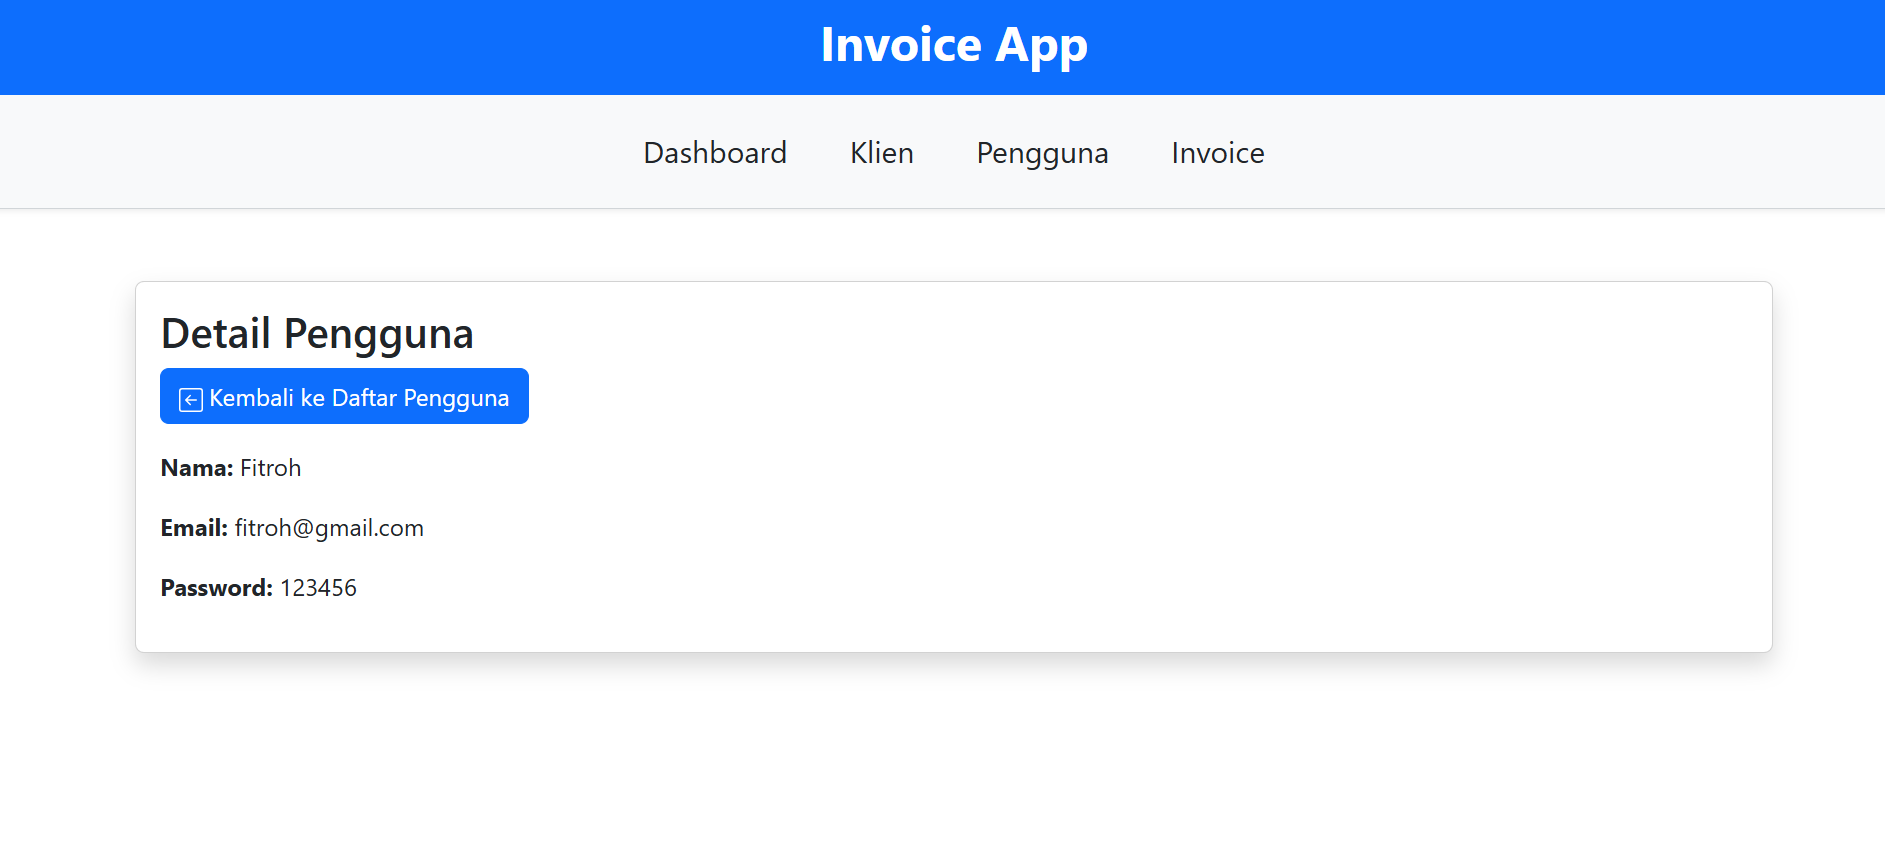 Invoice App
Dashboard Klien Pengguna Invoice
Detail Pengguna
Kembali ke Daftar Pengguna
Nama: Fitroh
Email: fitroh@gmail.com
Password: 123456